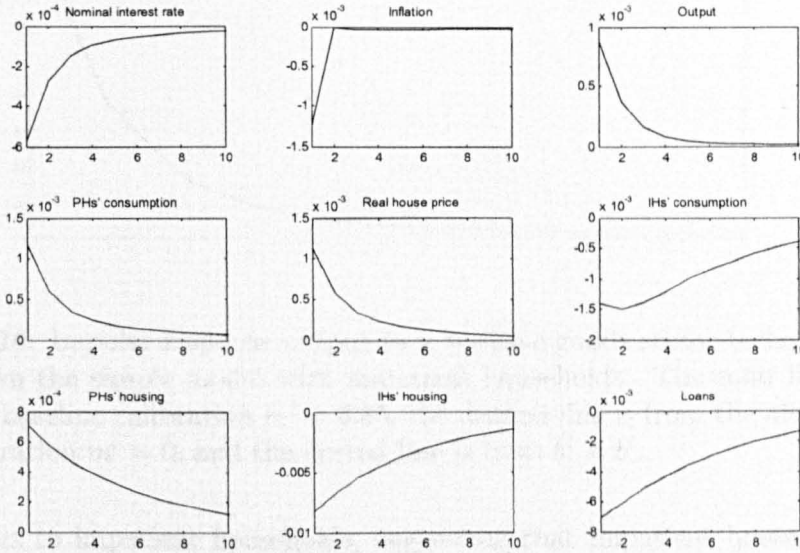 x 10⁻⁴ Nominal interest rate
0
-2
-4
-6
2 4 6 8 10
x 10⁻³ Inflation
0
-0.5
-1
-1.5
2 4 6 8 10
x 10⁻³ Output
1
0.5
0
2 4 6 8 10
x 10⁻³ PHs' consumption
1.5
1
0.5
0
2 4 6 8 10
x 10⁻³ Real house price
1.5
1
0.5
0
2 4 6 8 10
x 10⁻³ IHs' consumption
0
-0.5
-1
-1.5
-2
2 4 6 8 10
x 10⁻⁴ PHs' housing
8
6
4
2
0
2 4 6 8 10
IHs' housing
0
-0.005
-0.01
2 4 6 8 10
x 10⁻³ Loans
0
-2
-4
-6
-8
2 4 6 8 10